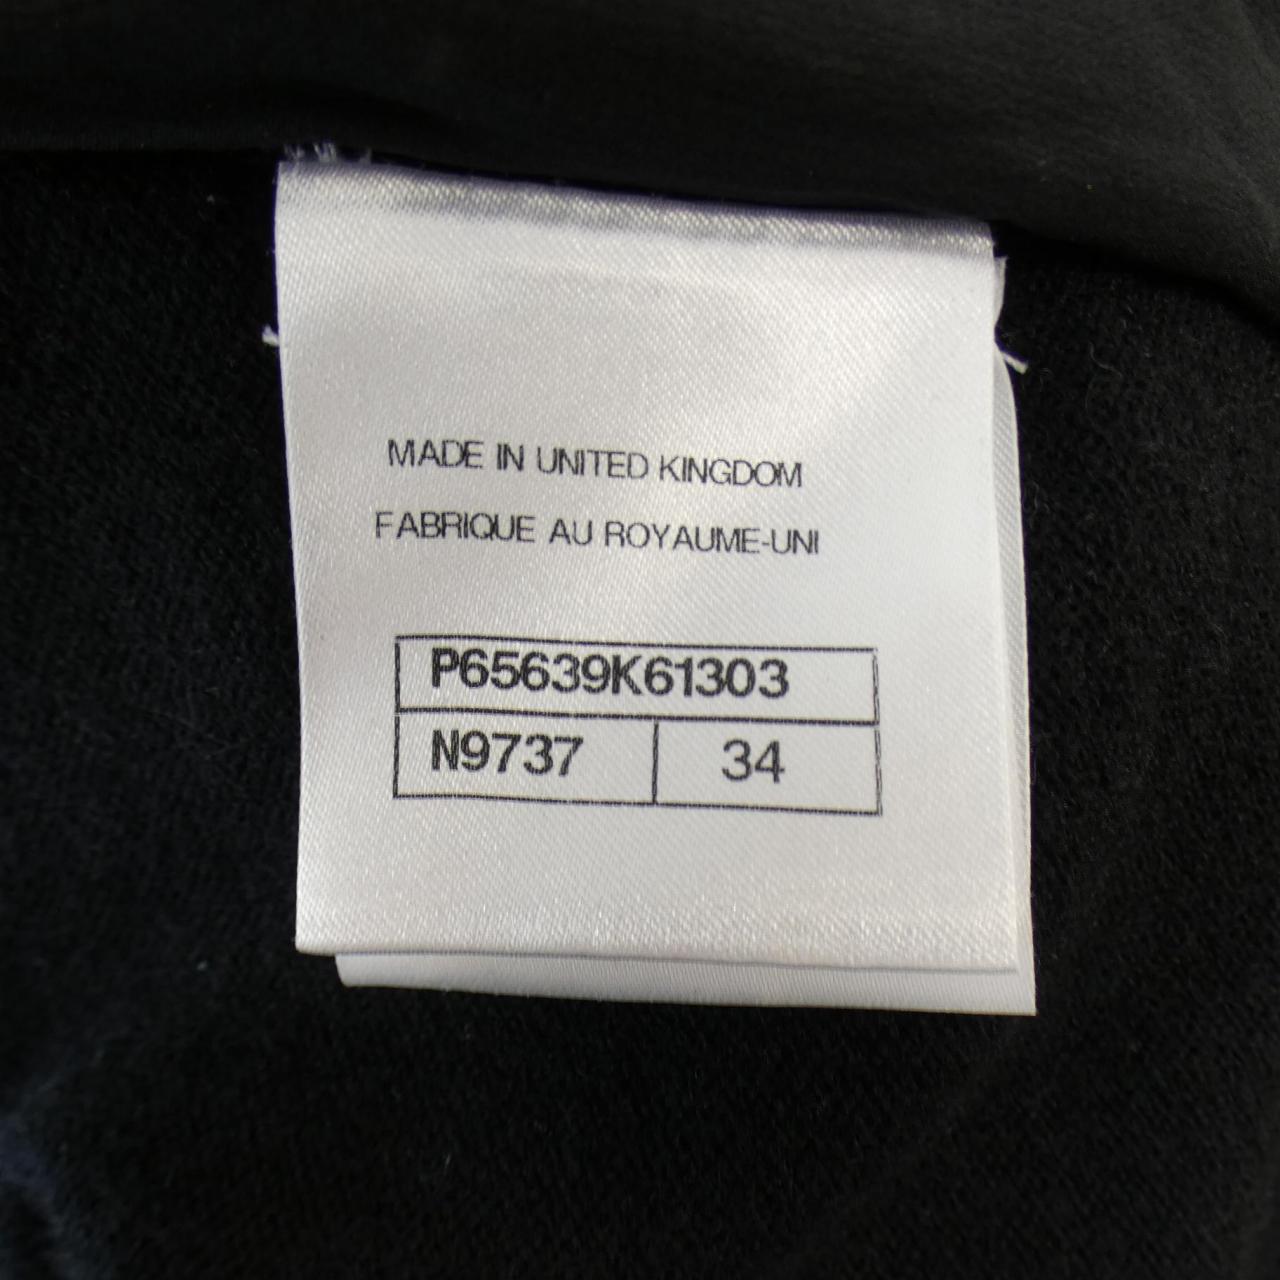 MADE IN UNITED KINGDOM
FABRIQUE AU ROYAUME-UNI
P65639K61303
N9737 34